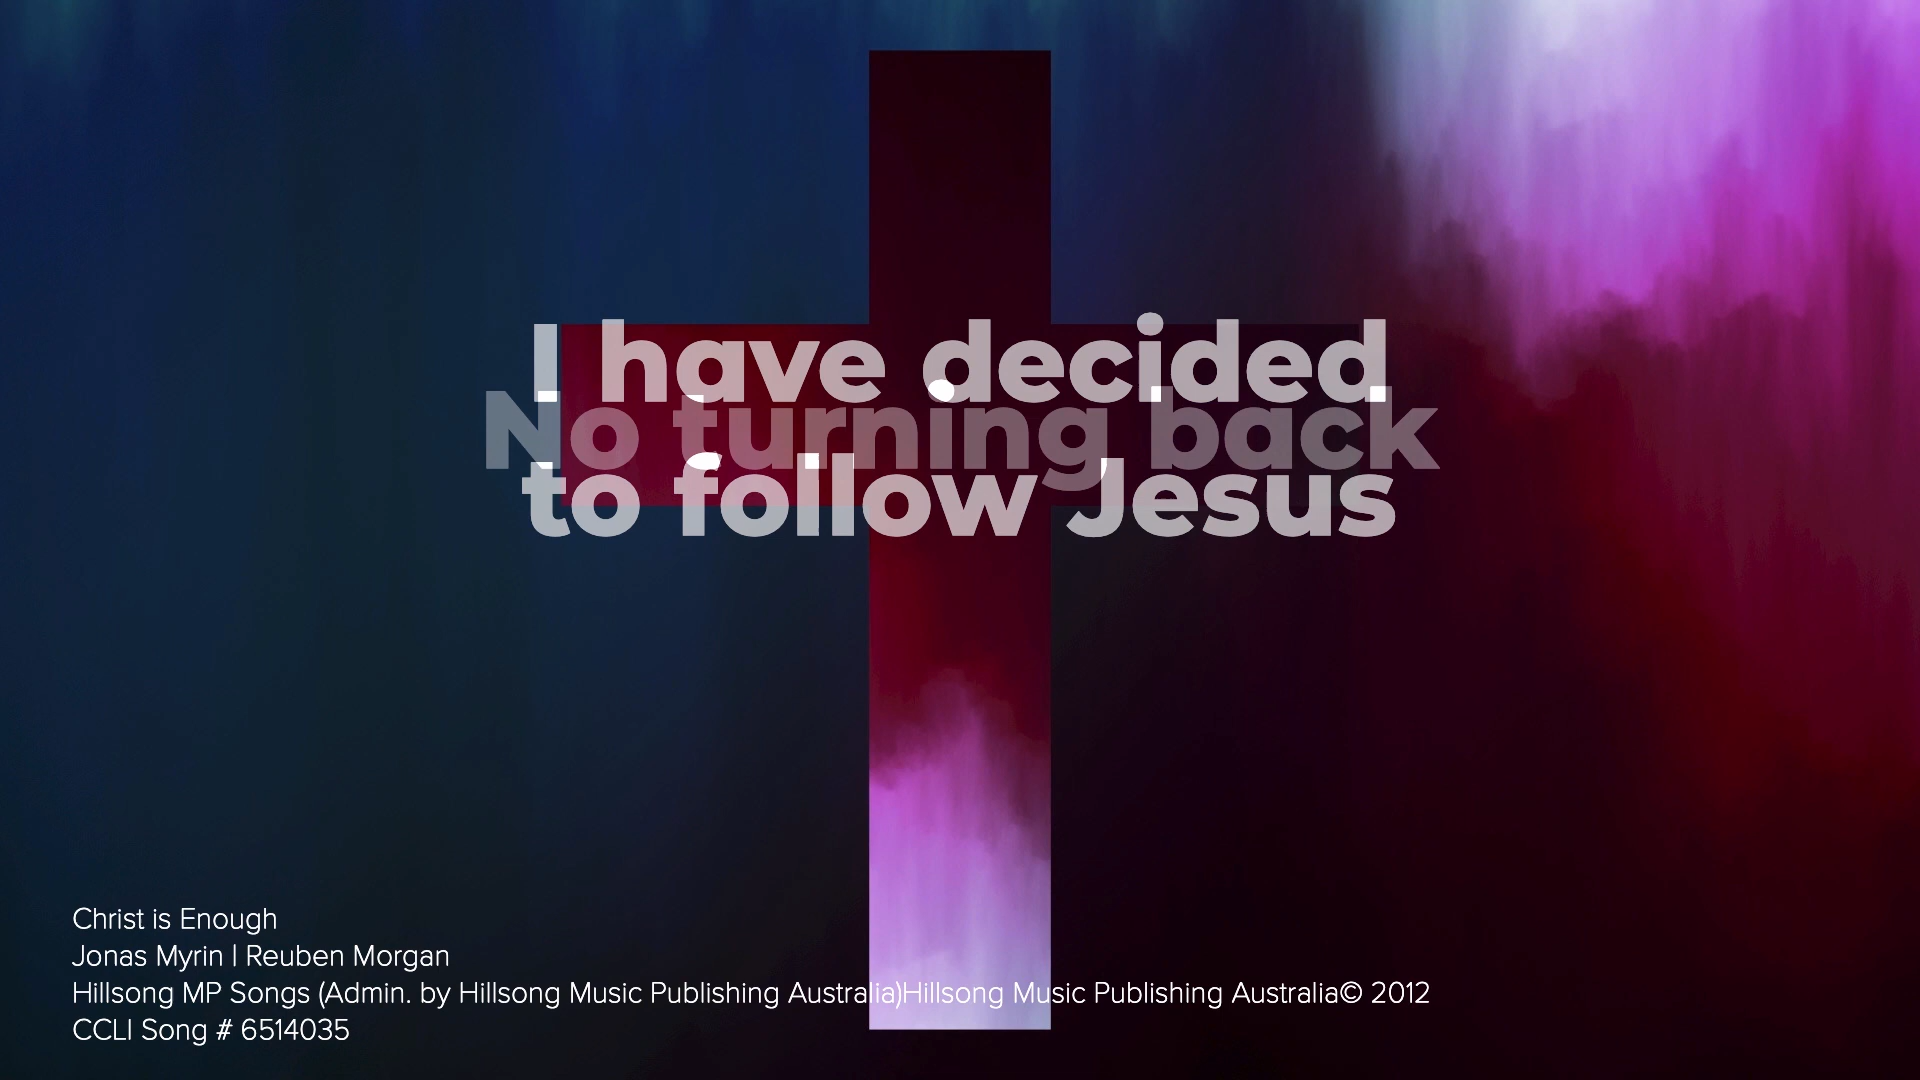 I have decided
No turning back
to follow Jesus
Christ is Enough
Jonas Myrin | Reuben Morgan
Hillsong MP Songs (Admin. by Hillsong Music Publishing Australia)Hillsong Music Publishing Australia© 2012
CCLI Song # 6514035